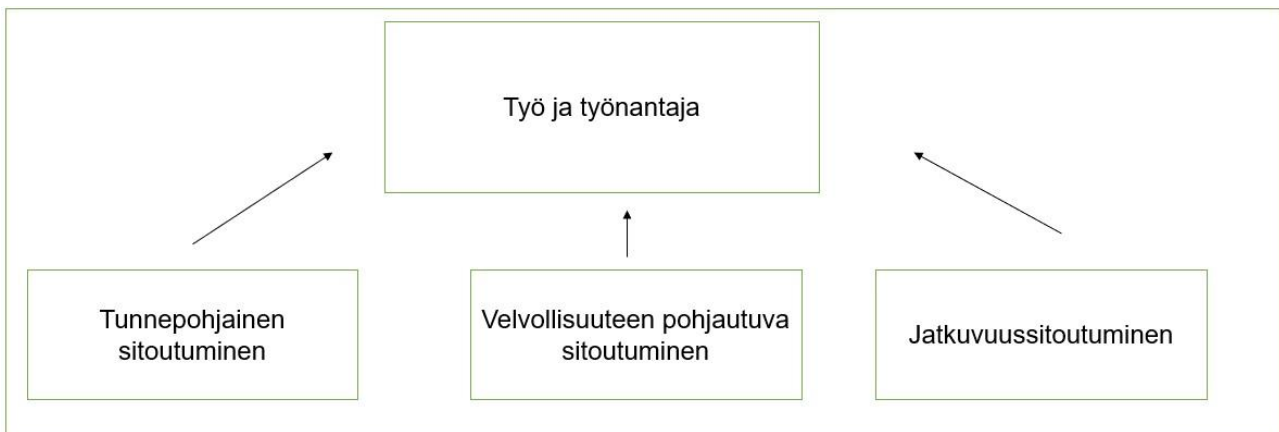 Työ ja työnantaja
Tunnepohjainen
sitoutuminen
Velvollisuuteen pohjautuva
sitoutuminen
Jatkuvuussitoutuminen